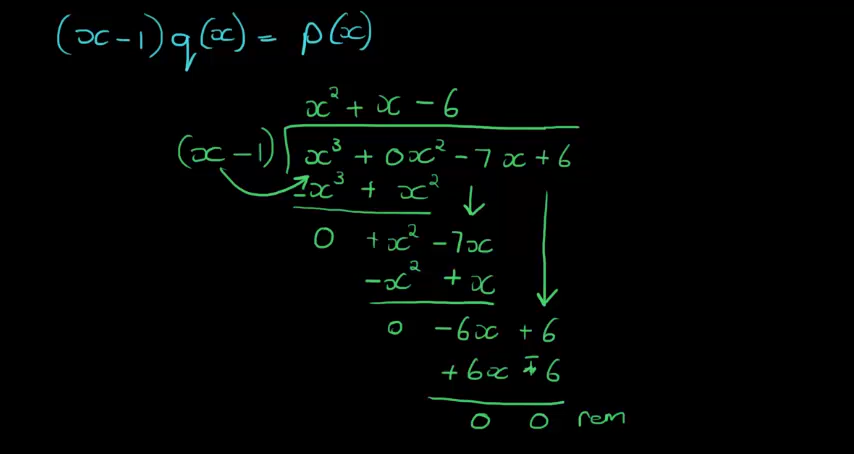 (x-1) q(x) = p(x)
x² + x - 6
(x-1) x³ + 0x² - 7x + 6
-x³ + x²
0 + x² - 7x
-x² + x
0 - 6x + 6
+ 6x - 6
0 0 rem